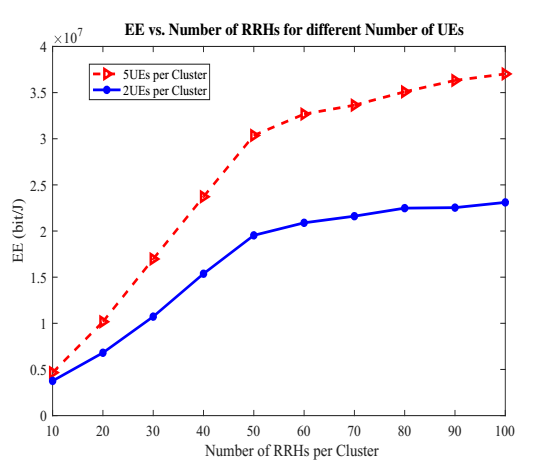 EE vs. Number of RRHs for different Number of UEs
×10⁷
4
3.5
3
2.5
2
1.5
1
0.5
0
EE (bit/J)
5UEs per Cluster
2UEs per Cluster
10 20 30 40 50 60 70 80 90 100
Number of RRHs per Cluster